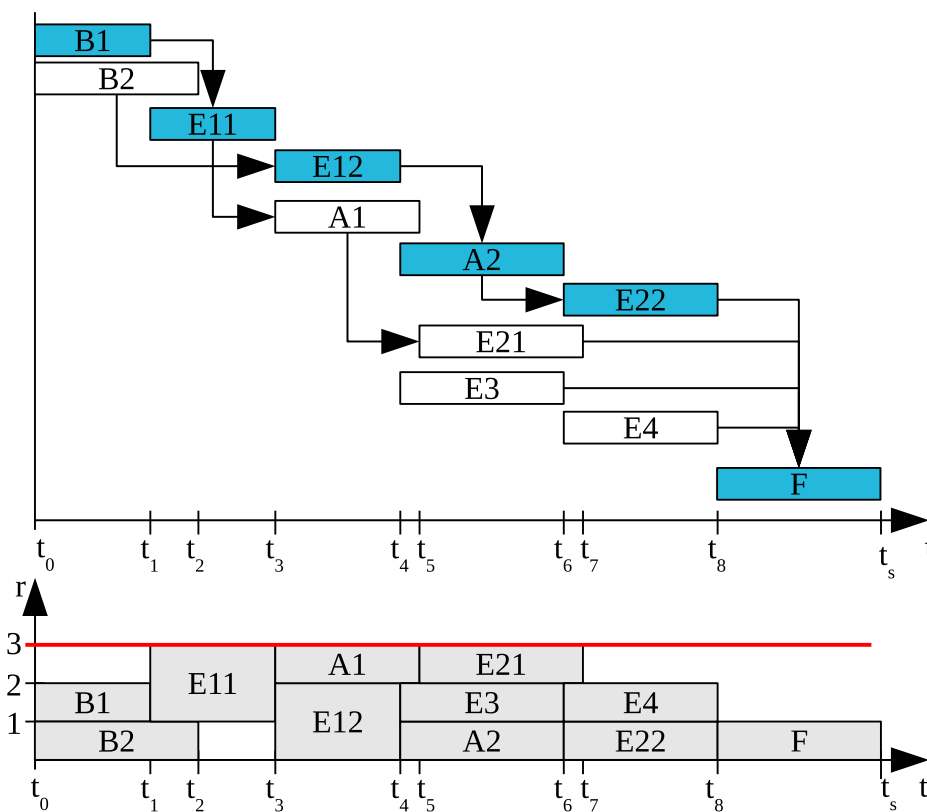 B1
B2
E11
E12
A1
A2
E22
E21
E3
E4
F
t0 t1 t2 t3 t4 t5 t6 t7 t8 ts
r
3
A1 E21
E11
2
B1 E3 E4
E12
1
B2 A2 E22 F
t0 t1 t2 t3 t4 t5 t6 t7 t8 ts t